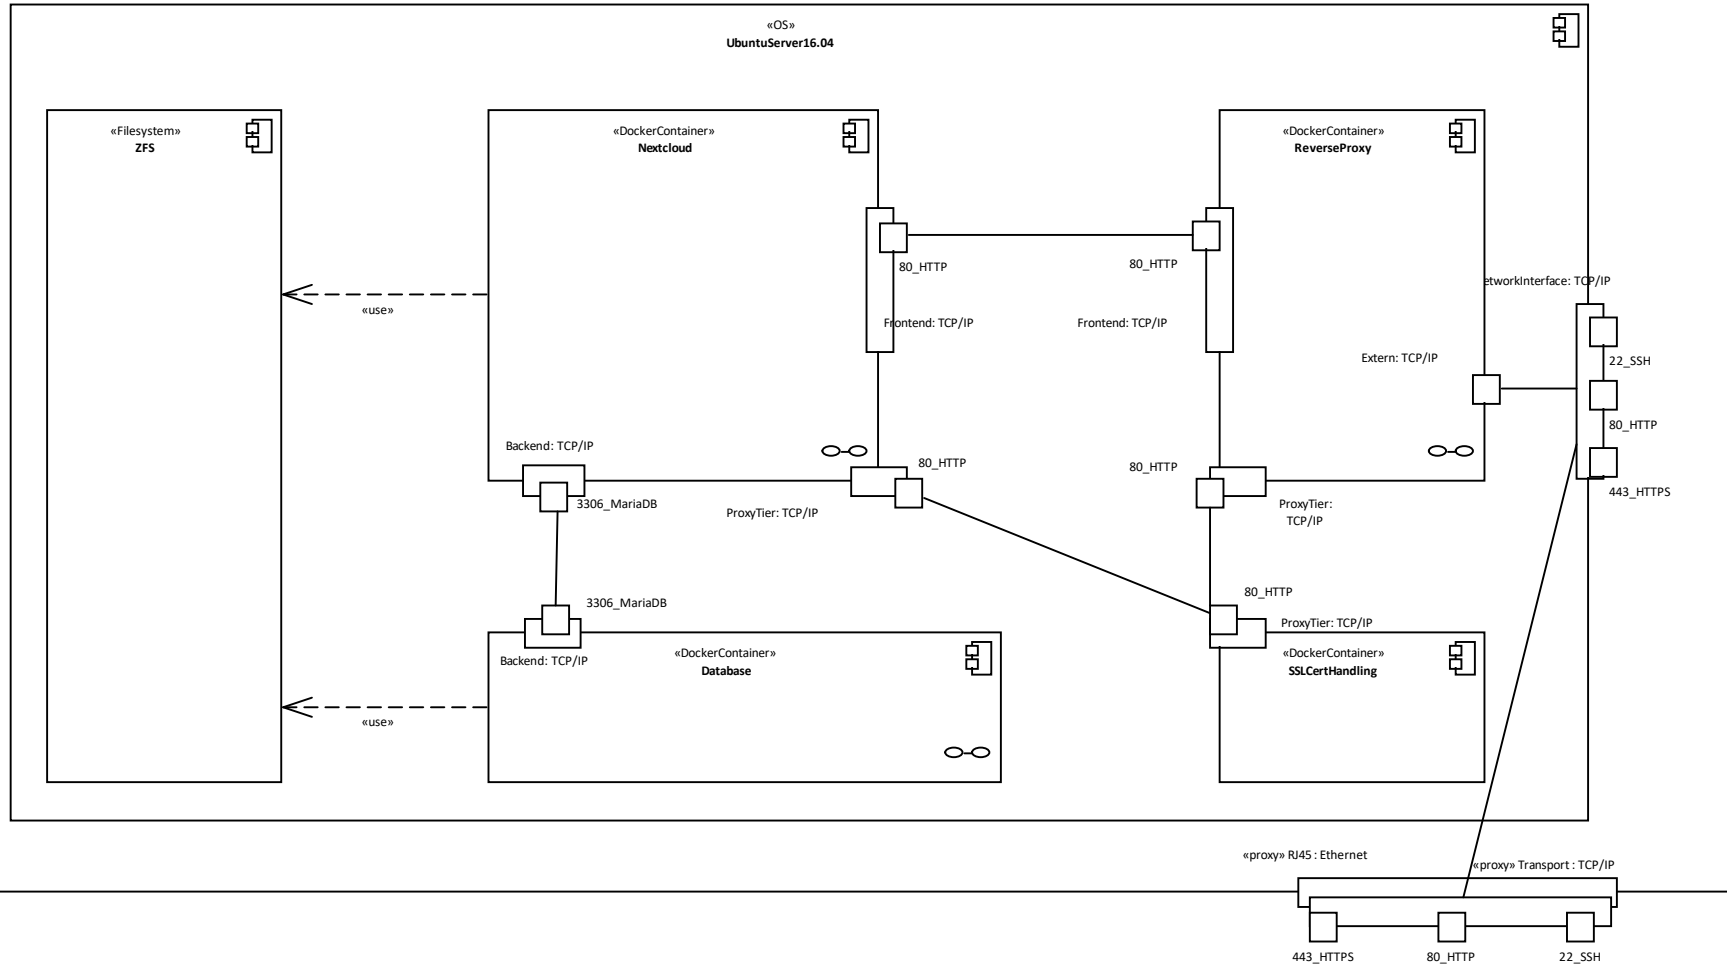 «OS»
UbuntuServer16.04
«Filesystem»
ZFS
«DockerContainer»
Nextcloud
«DockerContainer»
ReverseProxy
80_HTTP
80_HTTP
etworkInterface: TCP/IP
«use»
Frontend: TCP/IP
Frontend: TCP/IP
Extern: TCP/IP
22_SSH
80_HTTP
Backend: TCP/IP
80_HTTP
80_HTTP
443_HTTPS
3306_MariaDB
ProxyTier: TCP/IP
ProxyTier:
TCP/IP
3306_MariaDB
80_HTTP
ProxyTier: TCP/IP
Backend: TCP/IP
«DockerContainer»
Database
«DockerContainer»
SSLCertHandling
«use»
«proxy» RJ45 : Ethernet
«proxy» Transport : TCP/IP
443_HTTPS
80_HTTP
22_SSH